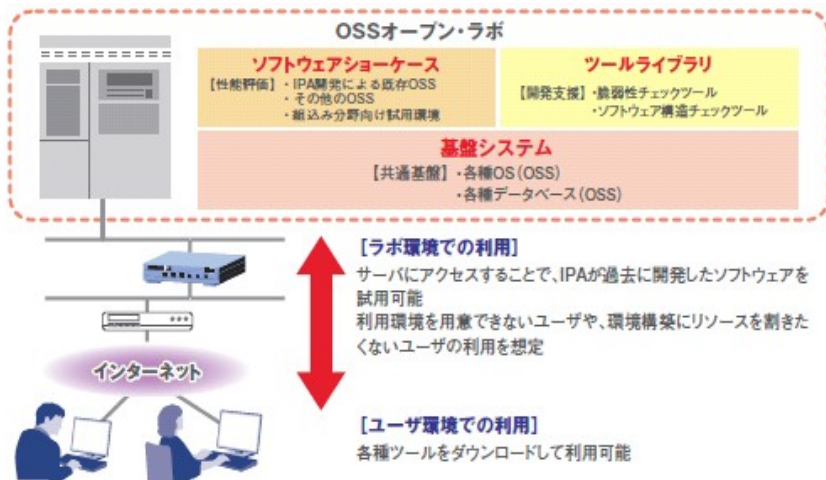 OSSオープン・ラボ
ソフトウェアショーケース
【性能評価】・IPA開発による既存OSS
・その他のOSS
・組込み分野向け試用環境
ツールライブラリ
【開発支援】・脆弱性チェックツール
・ソフトウェア構造チェックツール
基盤システム
【共通基盤】・各種OS(OSS)
・各種データベース(OSS)
[ラボ環境での利用]
サーバにアクセスすることで、IPAが過去に開発したソフトウェアを
試用可能
利用環境を用意できないユーザや、環境構築にリソースを割きた
くないユーザの利用を想定
インターネット
[ユーザ環境での利用]
各種ツールをダウンロードして利用可能